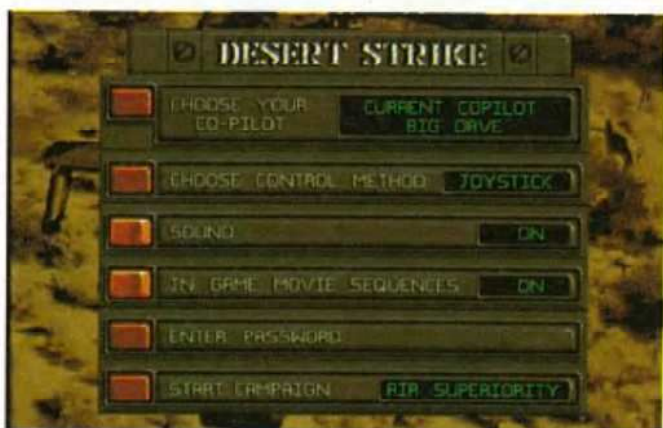 DESERT STRIKE
CHOOSE YOUR
CO-PILOT
CURRENT COPILOT
BIG DAVE
CHOOSE CONTROL METHOD JOYSTICK
SOUND ON
IN GAME MOVIE SEQUENCES ON
ENTER PASSWORD
START CAMPAIGN AIR SUPERIORITY